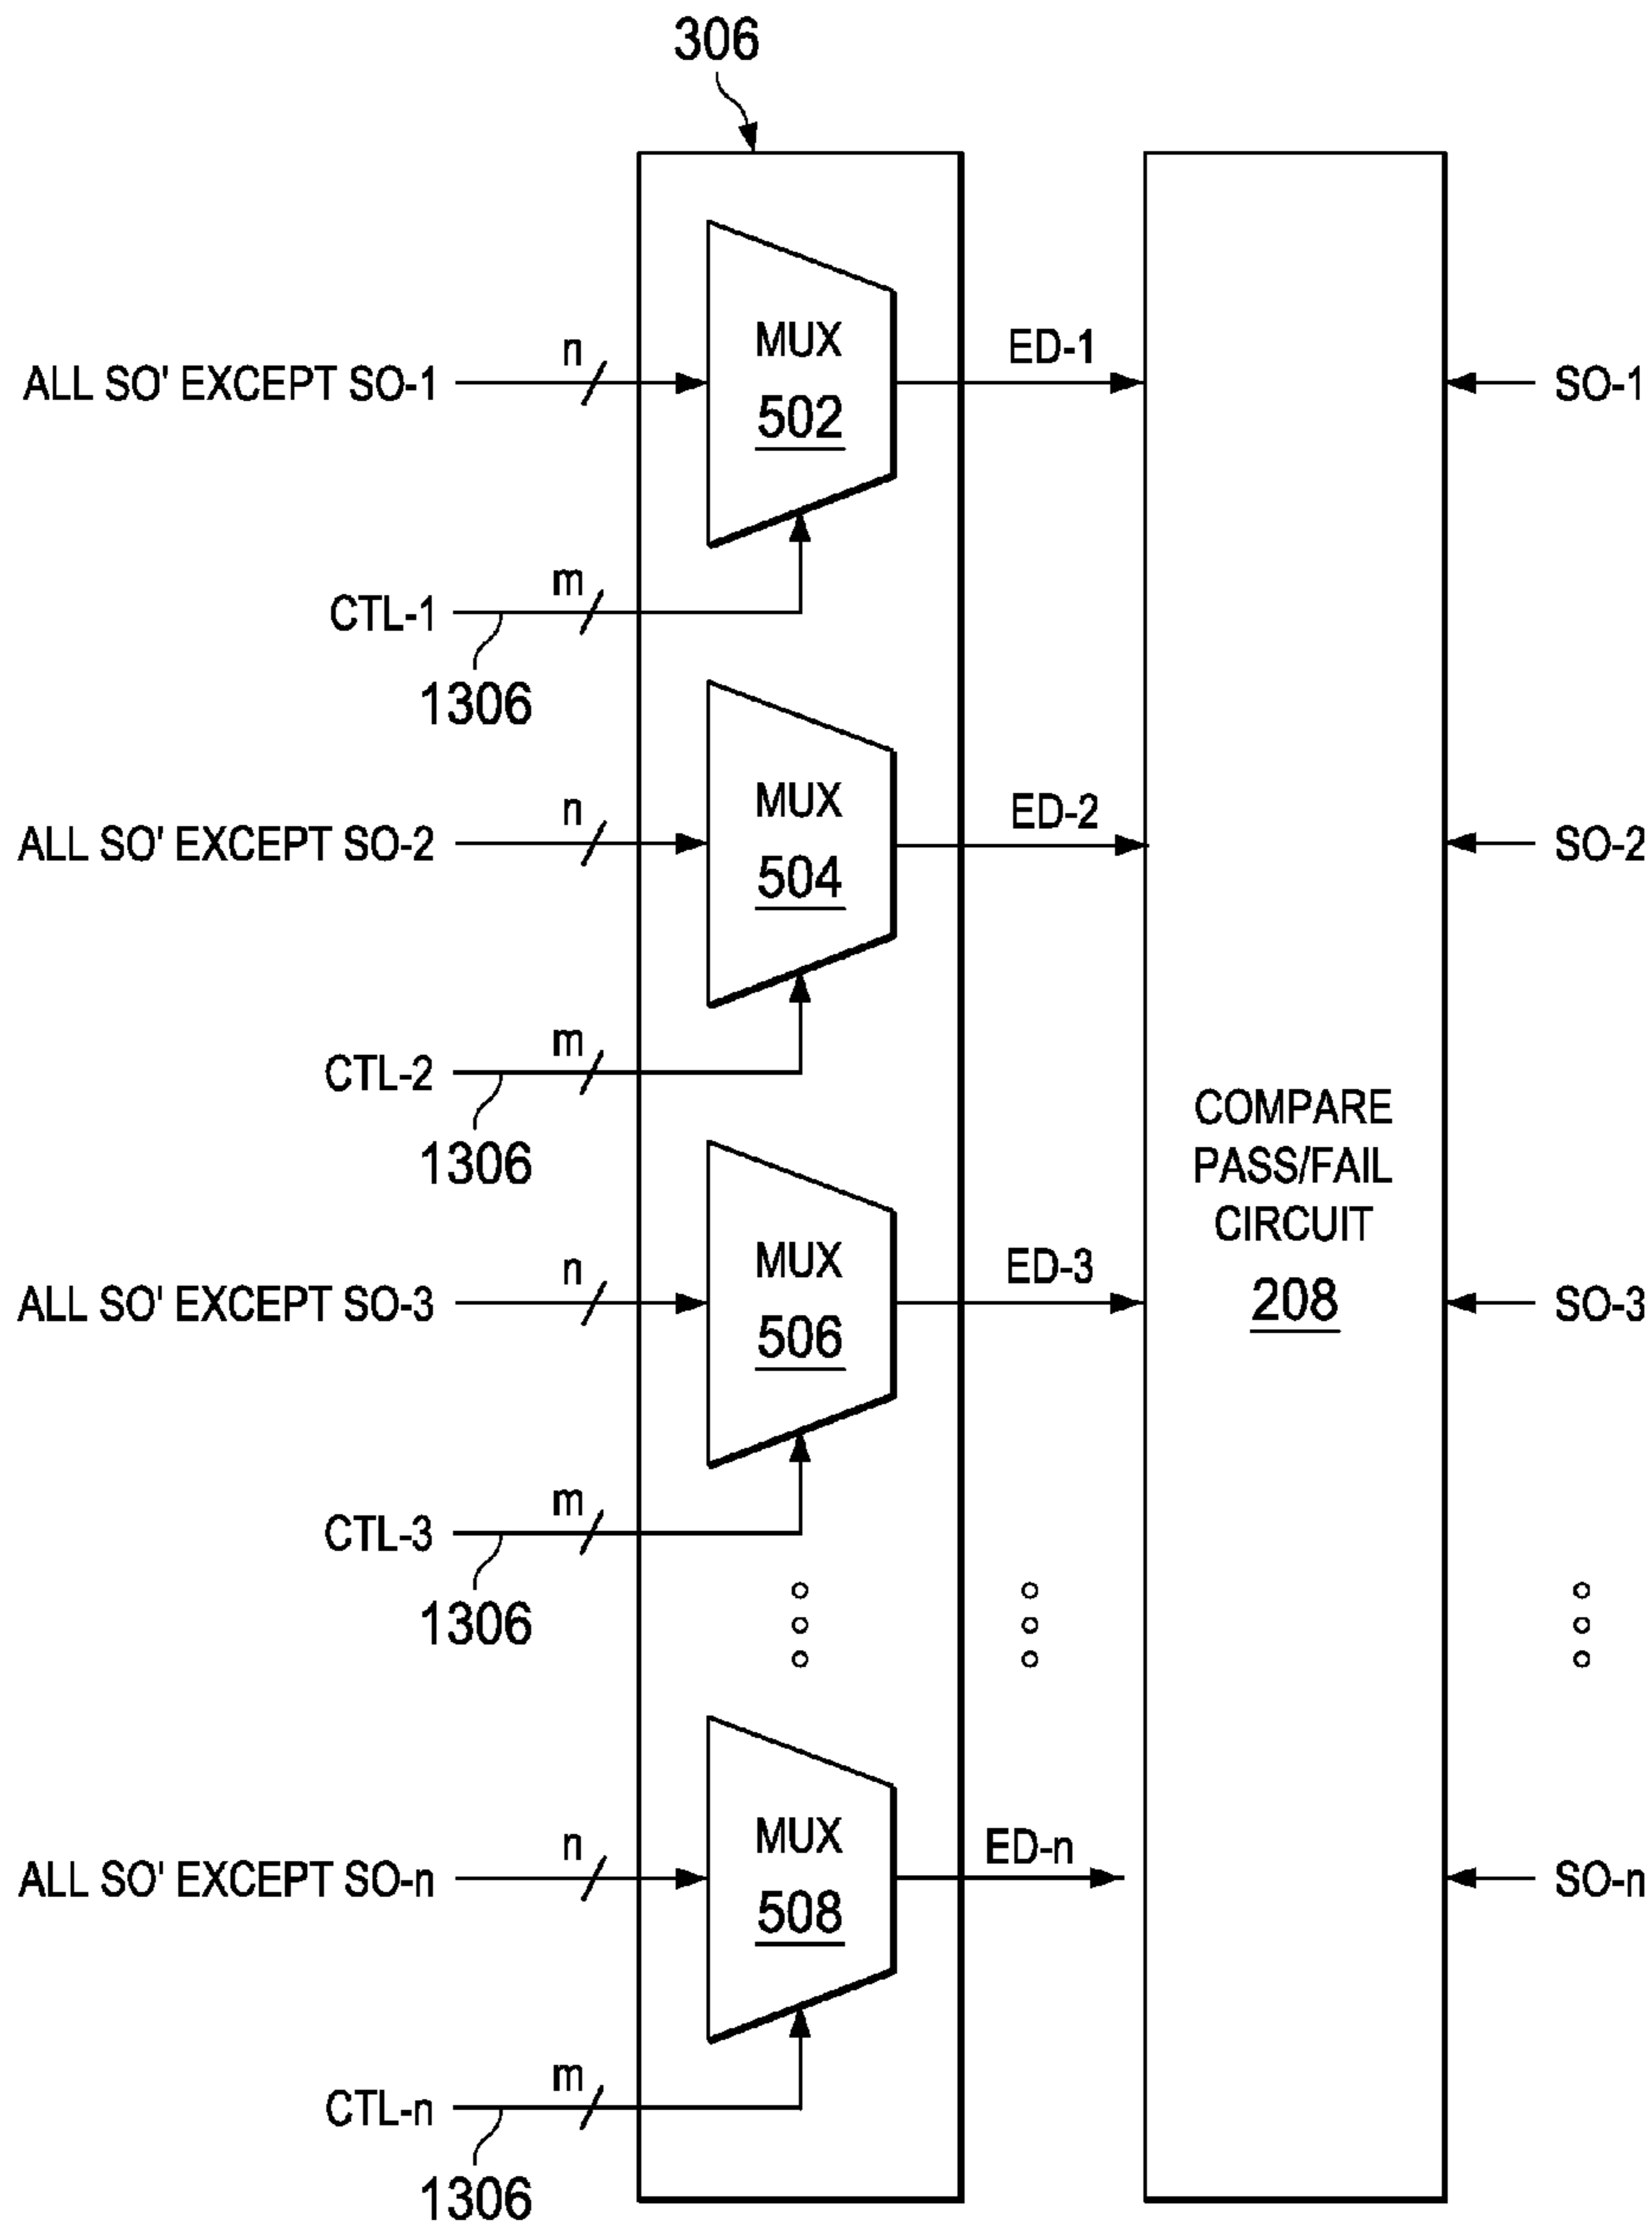 306
MUX
502
n
ED-1
ALL SO' EXCEPT SO-1
SO-1
m
CTL-1
1306
MUX
504
n
ED-2
ALL SO' EXCEPT SO-2
SO-2
m
CTL-2
1306
COMPARE
PASS/FAIL
CIRCUIT
208
MUX
506
n
ED-3
ALL SO' EXCEPT SO-3
SO-3
m
CTL-3
1306
MUX
508
n
ED-n
ALL SO' EXCEPT SO-n
SO-n
m
CTL-n
1306